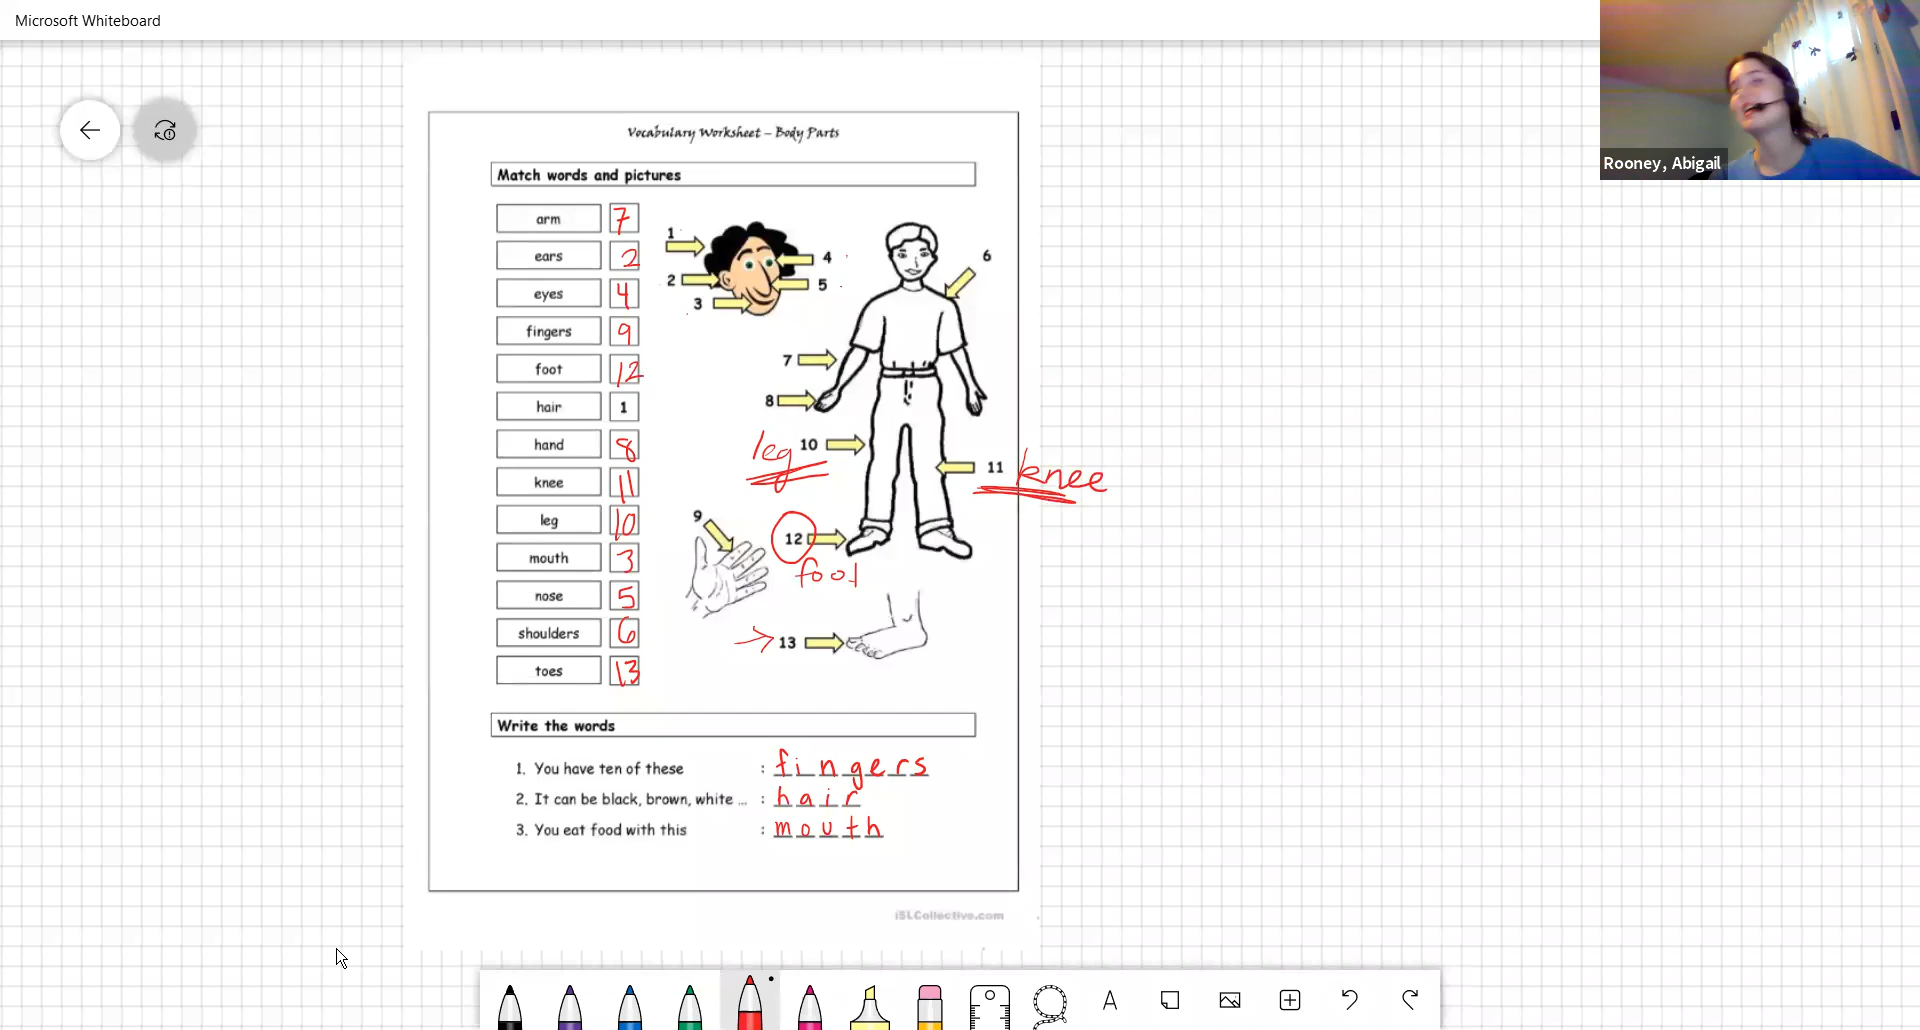 Microsoft Whiteboard
Rooney, Abigail
Vocabulary Worksheet – Body Parts
Match words and pictures
arm 7
ears 2
eyes 4
fingers 9
foot 12
hair 1
hand 8
knee 11
leg 10
mouth 3
nose 5
shoulders 6
toes 13
1
2
3
4
5
6
7
8
leg 10
11 knee
9
12
foot
13
Write the words
1. You have ten of these : fingers
2. It can be black, brown, white ... : hair
3. You eat food with this : mouth
iSLCollective.com
A